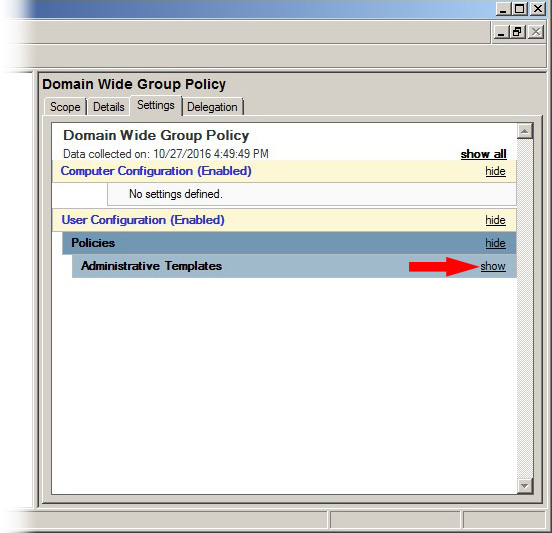 Domain Wide Group Policy
Scope Details Settings Delegation
Domain Wide Group Policy
Data collected on: 10/27/2016 4:49:49 PM show all
Computer Configuration (Enabled) hide
No settings defined.
User Configuration (Enabled) hide
Policies hide
Administrative Templates show